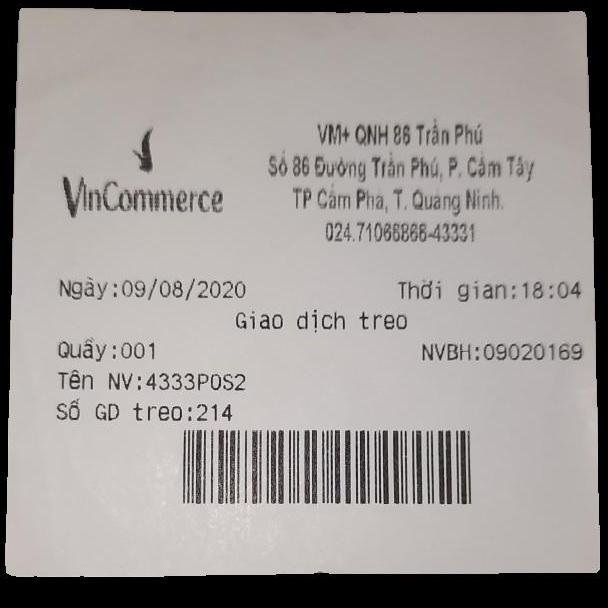 VinCommerce
VM+ QNH 86 Trần Phú
Số 86 Đường Trần Phú, P. Cẩm Tây
TP Cẩm Phả, T. Quảng Ninh.
024.71066866-43331
Ngày:09/08/2020 Thời gian:18:04
Giao dịch treo
Quầy:001 NVBH:09020169
Tên NV:4333POS2
Số GD treo:214